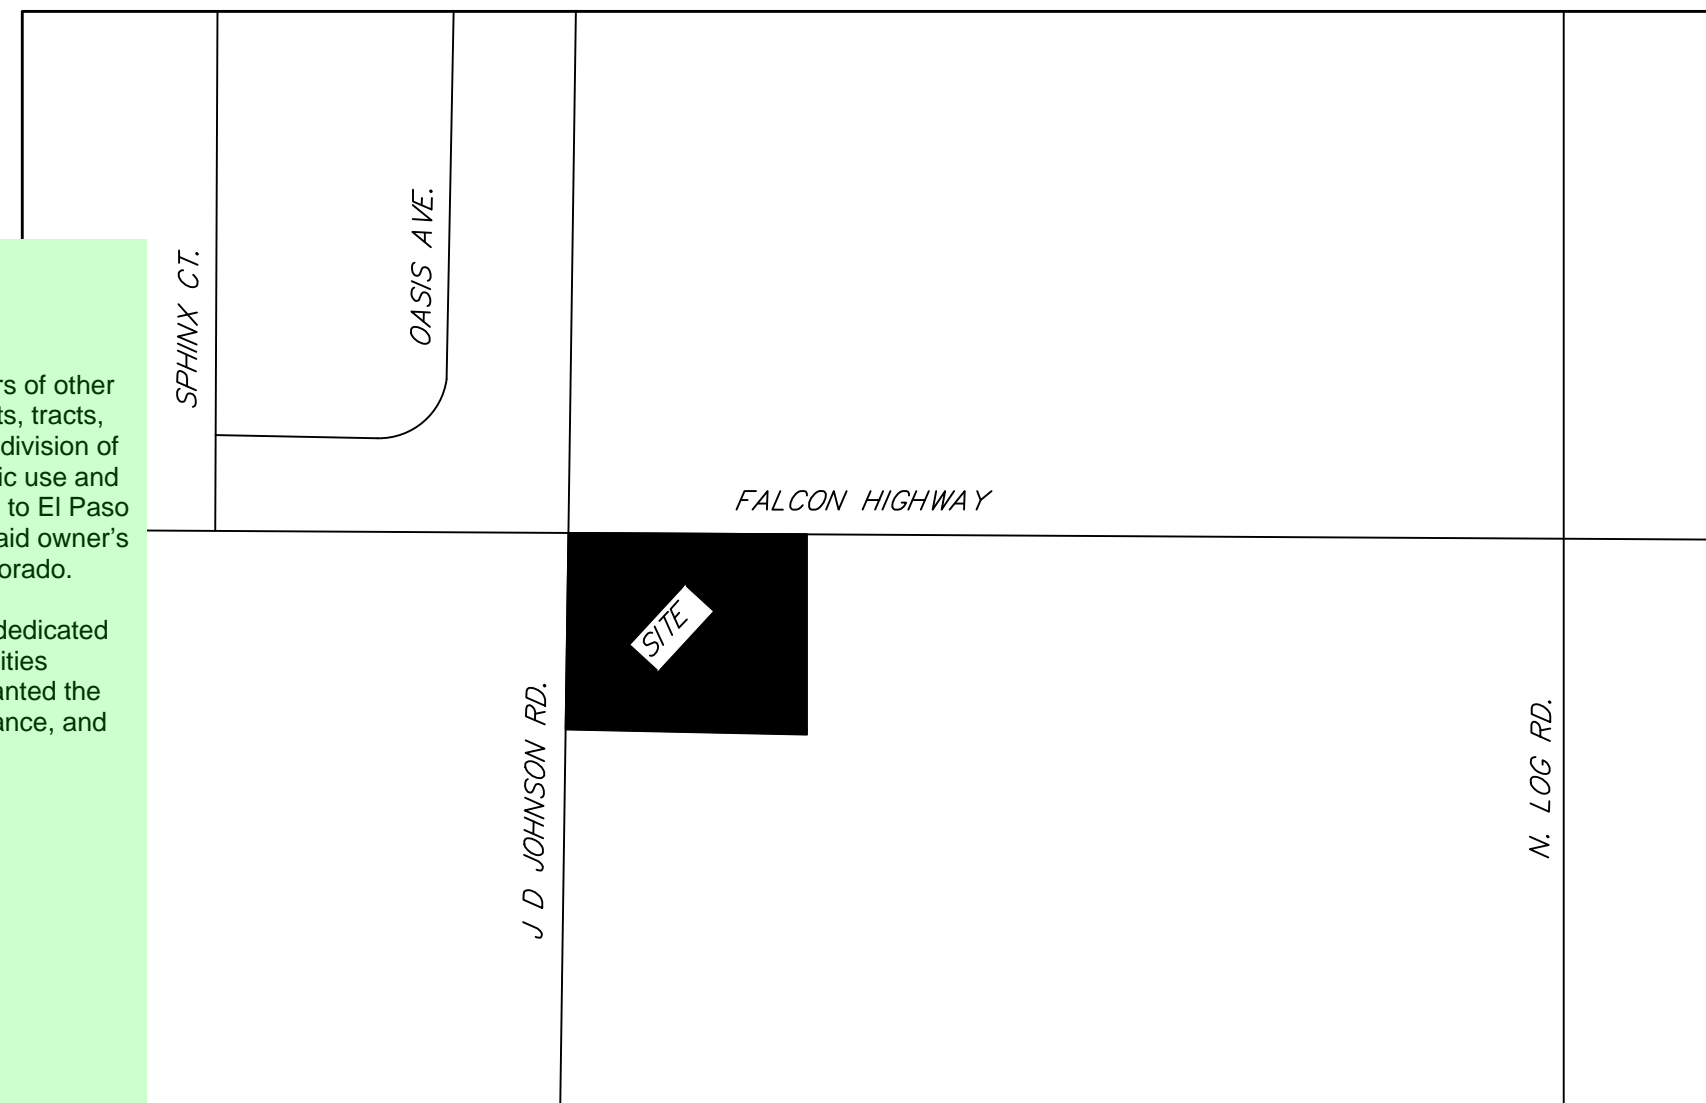 rs of other
ts, tracts,
division of
ic use and
to El Paso
aid owner's
orado.
dedicated
ities
anted the
ance, and
SPHINX CT.
OASIS AVE.
FALCON HIGHWAY
SITE
J D JOHNSON RD.
N. LOG RD.